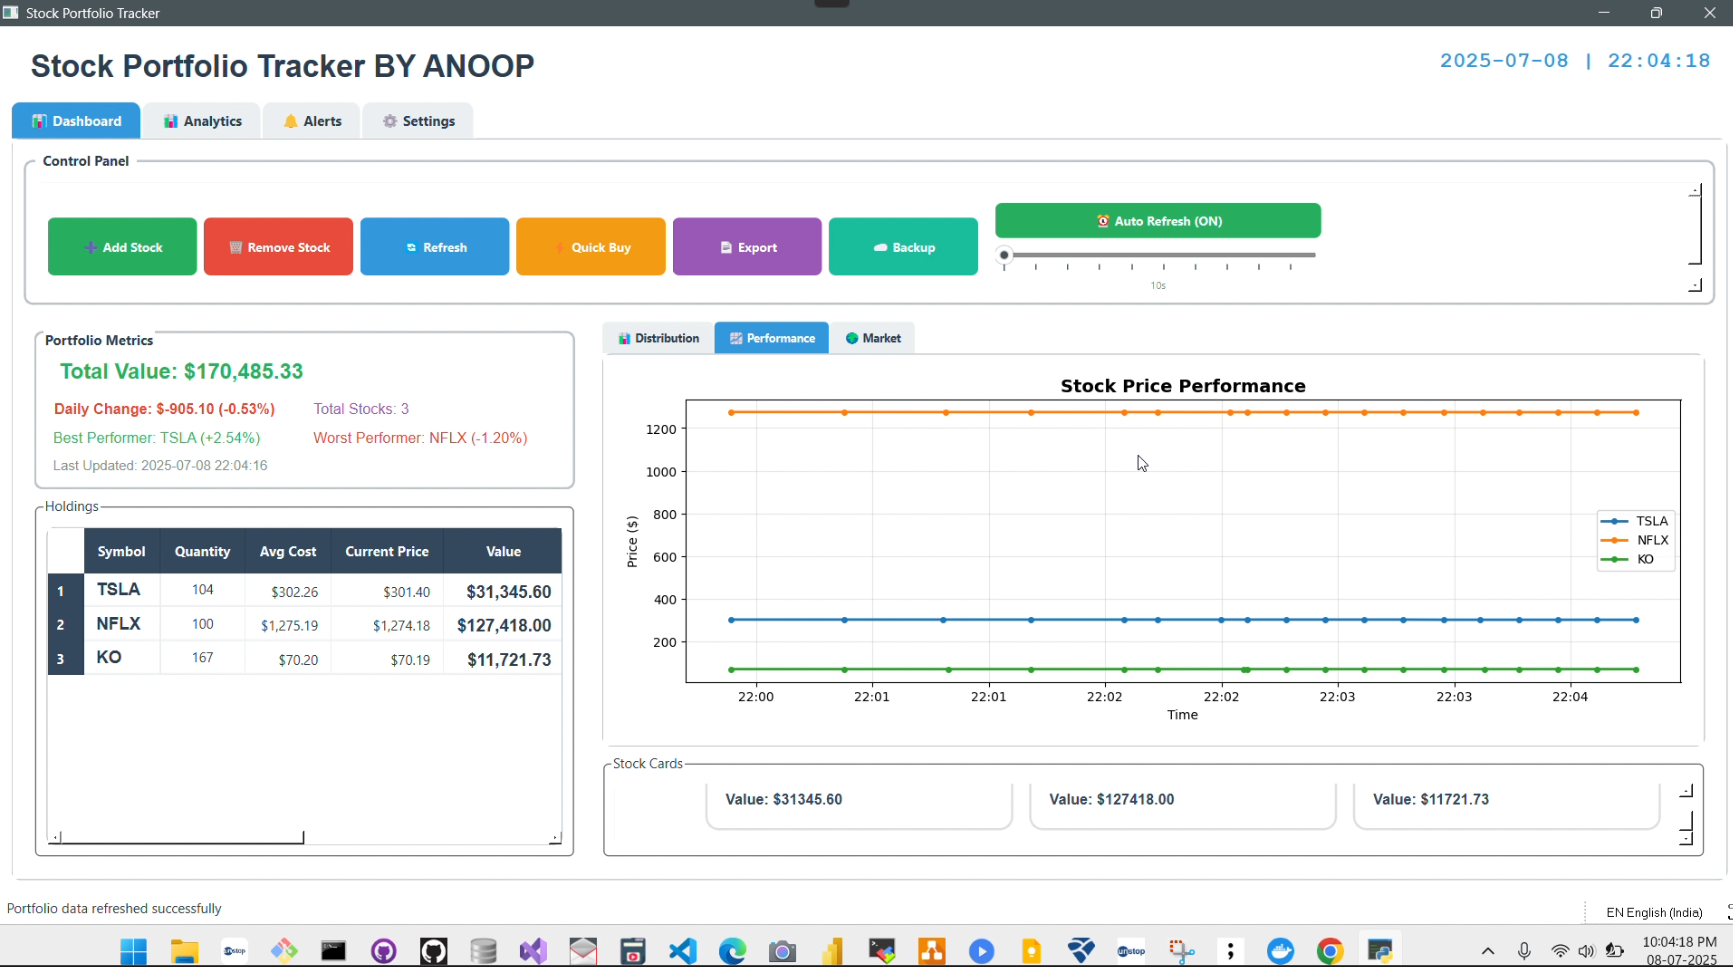 Stock Portfolio Tracker
Stock Portfolio Tracker BY ANOOP
2025-07-08 | 22:04:18
Dashboard
Analytics
Alerts
Settings
Control Panel
Add Stock
Remove Stock
Refresh
Quick Buy
Export
Backup
Auto Refresh (ON)
10s
Portfolio Metrics
Total Value: $170,485.33
Daily Change: $-905.10 (-0.53%)
Total Stocks: 3
Best Performer: TSLA (+2.54%)
Worst Performer: NFLX (-1.20%)
Last Updated: 2025-07-08 22:04:16
Holdings
Symbol Quantity Avg Cost Current Price Value
1 TSLA 104 $302.26 $301.40 $31,345.60
2 NFLX 100 $1,275.19 $1,274.18 $127,418.00
3 KO 167 $70.20 $70.19 $11,721.73
Distribution
Performance
Market
Stock Price Performance
Price ($)
1200
1000
800
600
400
200
TSLA
NFLX
KO
22:00 22:01 22:01 22:02 22:02 22:03 22:03 22:04
Time
Stock Cards
Value: $31345.60
Value: $127418.00
Value: $11721.73
Portfolio data refreshed successfully
EN English (India)
unstop
unstop
10:04:18 PM
08-07-2025